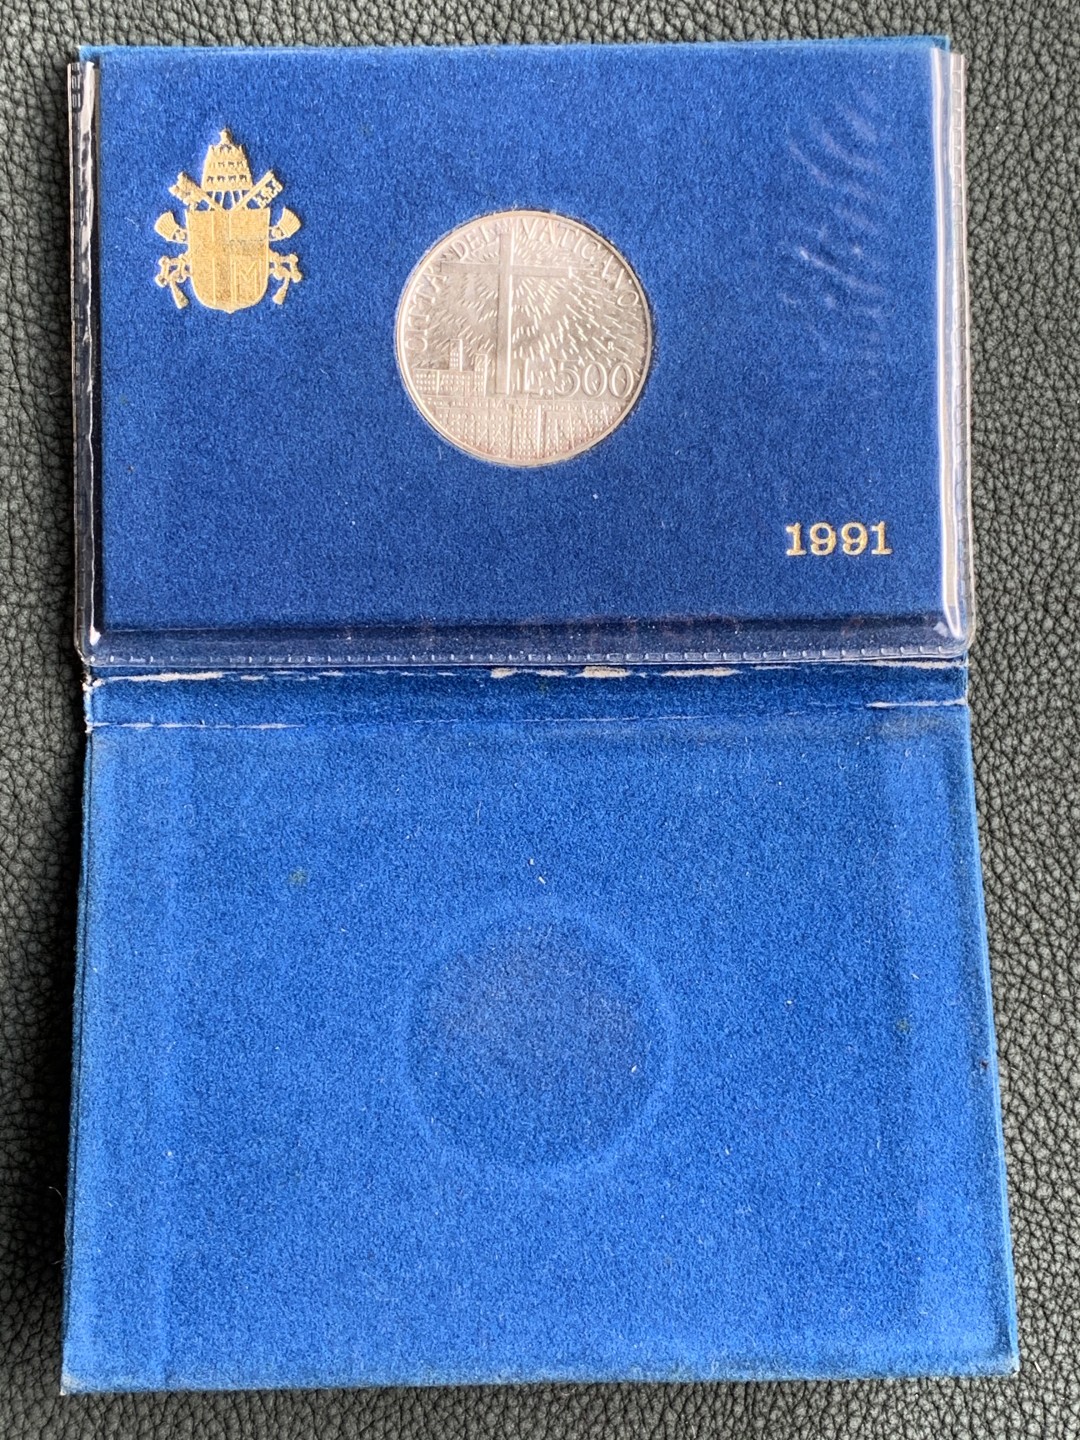 CITTA' DEL VATICANO
L. 500
1991